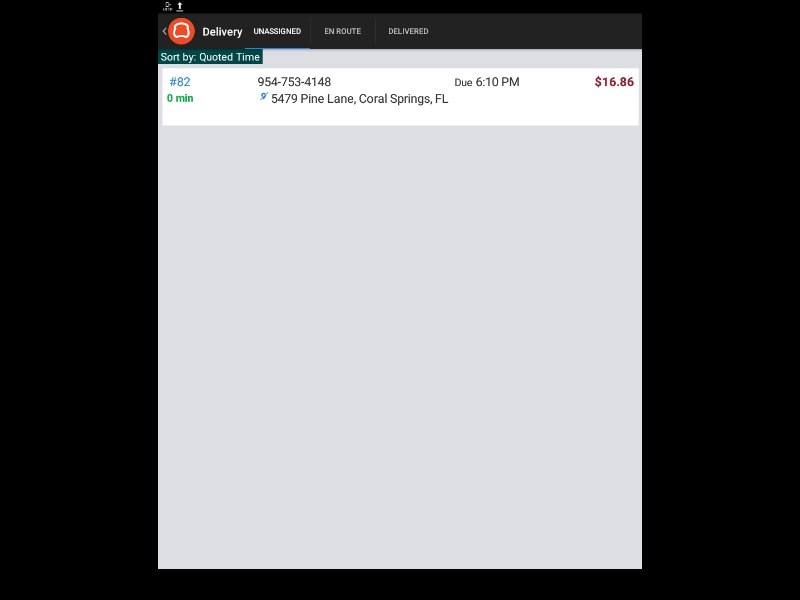 Delivery UNASSIGNED EN ROUTE DELIVERED
Sort by: Quoted Time
#82 954-753-4148 Due 6:10 PM $16.86
0 min 5479 Pine Lane, Coral Springs, FL